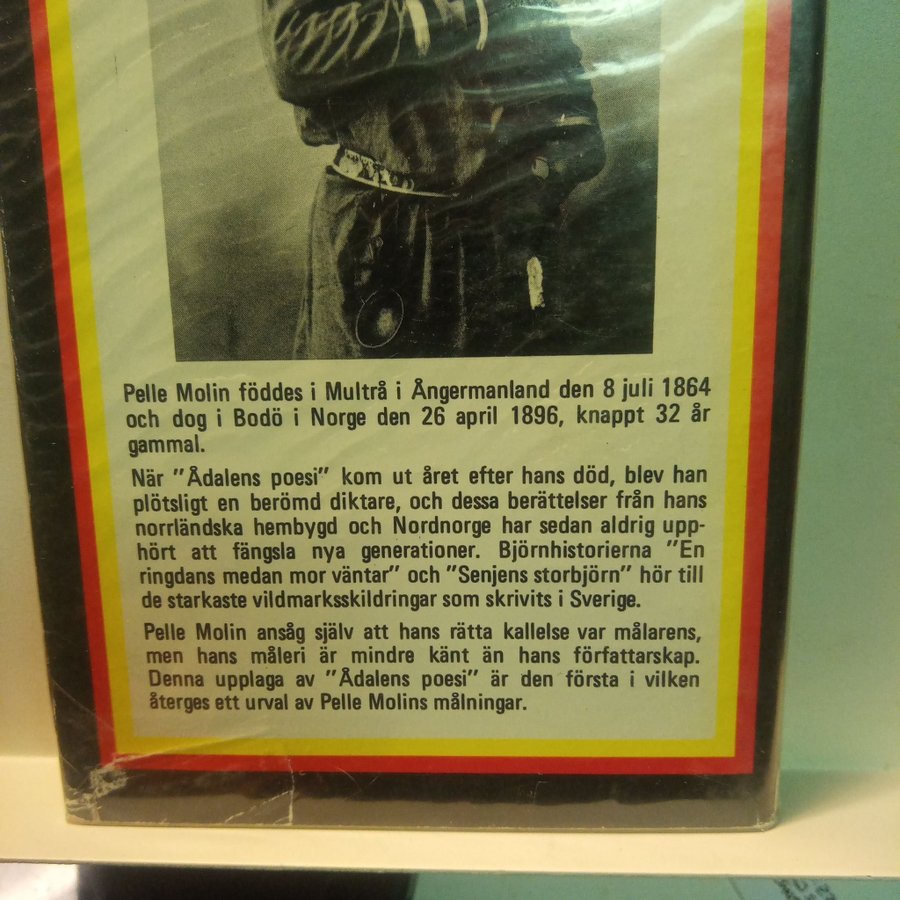 Pelle Molin föddes i Multrå i Ångermanland den 8 juli 1864
och dog i Bodö i Norge den 26 april 1896, knappt 32 år
gammal.
När "Ådalens poesi" kom ut året efter hans död, blev han
plötsligt en berömd diktare, och dessa berättelser från hans
norrländska hembygd och Nordnorge har sedan aldrig upp-
hört att fängsla nya generationer. Björnhistorierna "En
ringdans medan mor väntar" och "Senjens storbjörn" hör till
de starkaste vildmarksskildringar som skrivits i Sverige.
Pelle Molin ansåg själv att hans rätta kallelse var målarens,
men hans måleri är mindre känt än hans författarskap.
Denna upplaga av "Ådalens poesi" är den första i vilken
återges ett urval av Pelle Molins målningar.